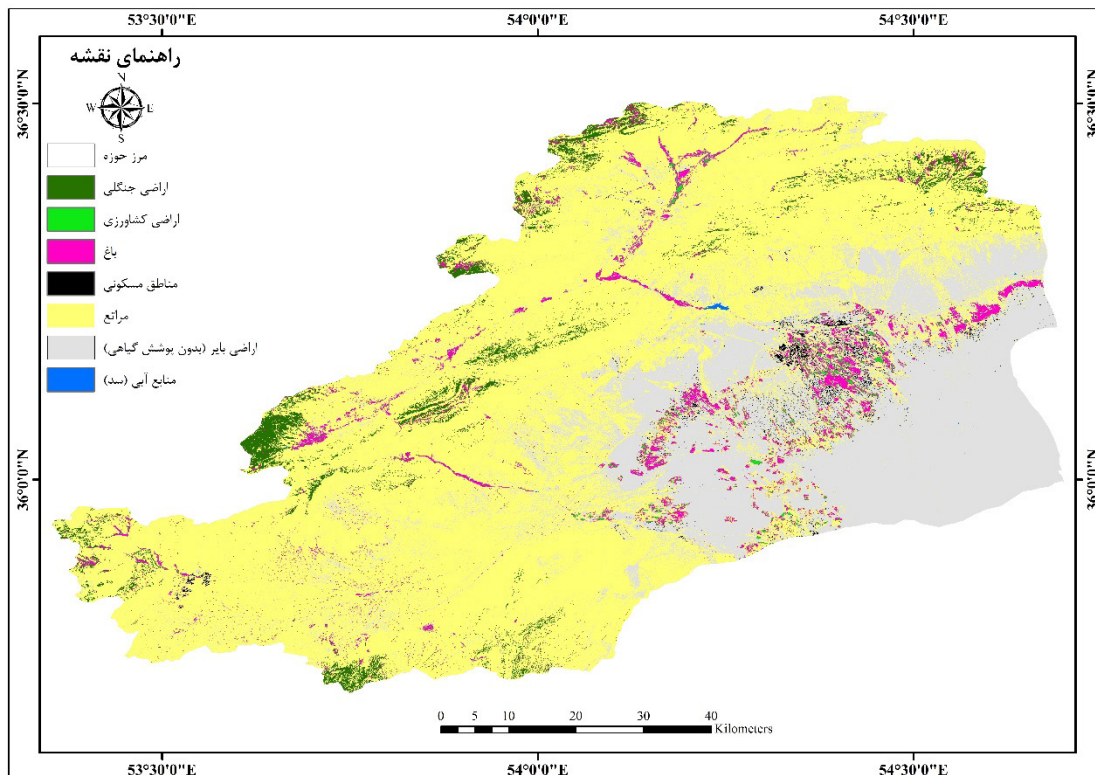 53°30'0"E 54°0'0"E 54°30'0"E
راهنمای نقشه
N
W E
S
36°30'0"N 36°30'0"N
مرز حوزه
اراضی جنگلی
اراضی کشاورزی
باغ
مناطق مسکونی
مراتع
اراضی بایر (بدون پوشش گیاهی)
منابع آبی (سد)
36°0'0"N 36°0'0"N
0 5 10 20 30 40
Kilometers
53°30'0"E 54°0'0"E 54°30'0"E